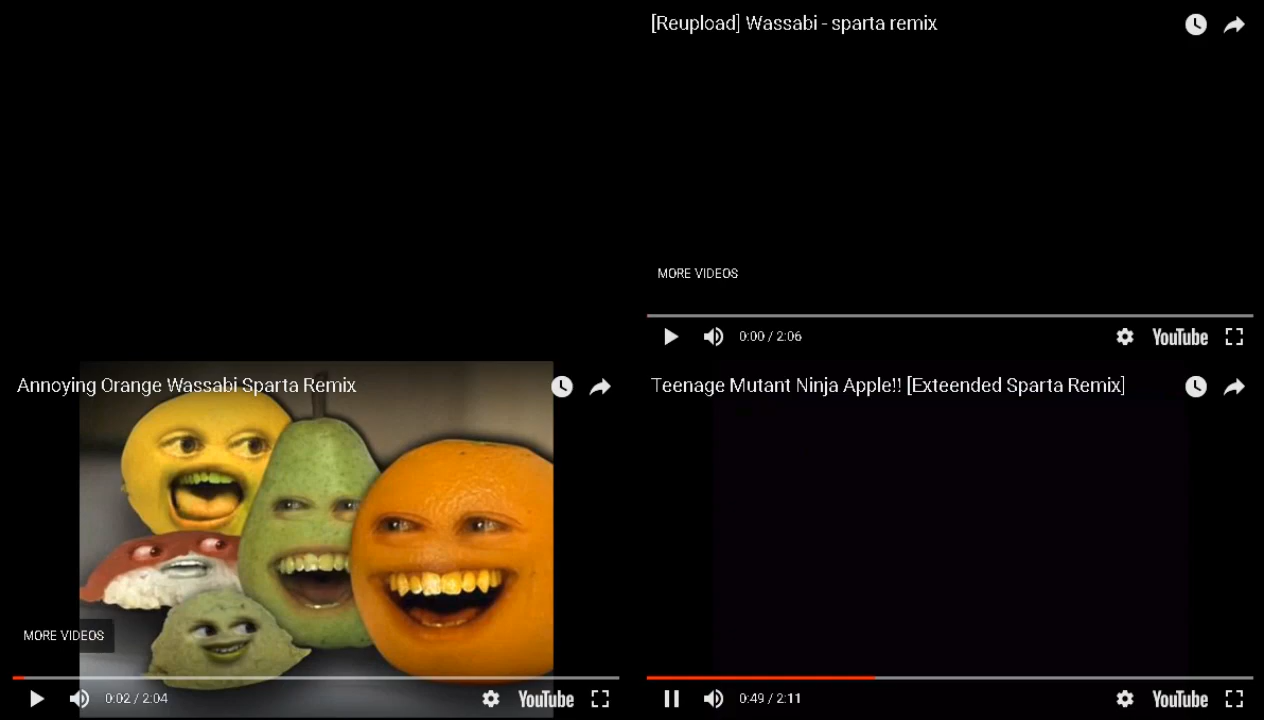 [Reupload] Wassabi - sparta remix
MORE VIDEOS
0:00 / 2:06
YouTube
Annoying Orange Wassabi Sparta Remix
MORE VIDEOS
0:02 / 2:04
YouTube
Teenage Mutant Ninja Apple!! [Exteended Sparta Remix]
0:49 / 2:11
YouTube